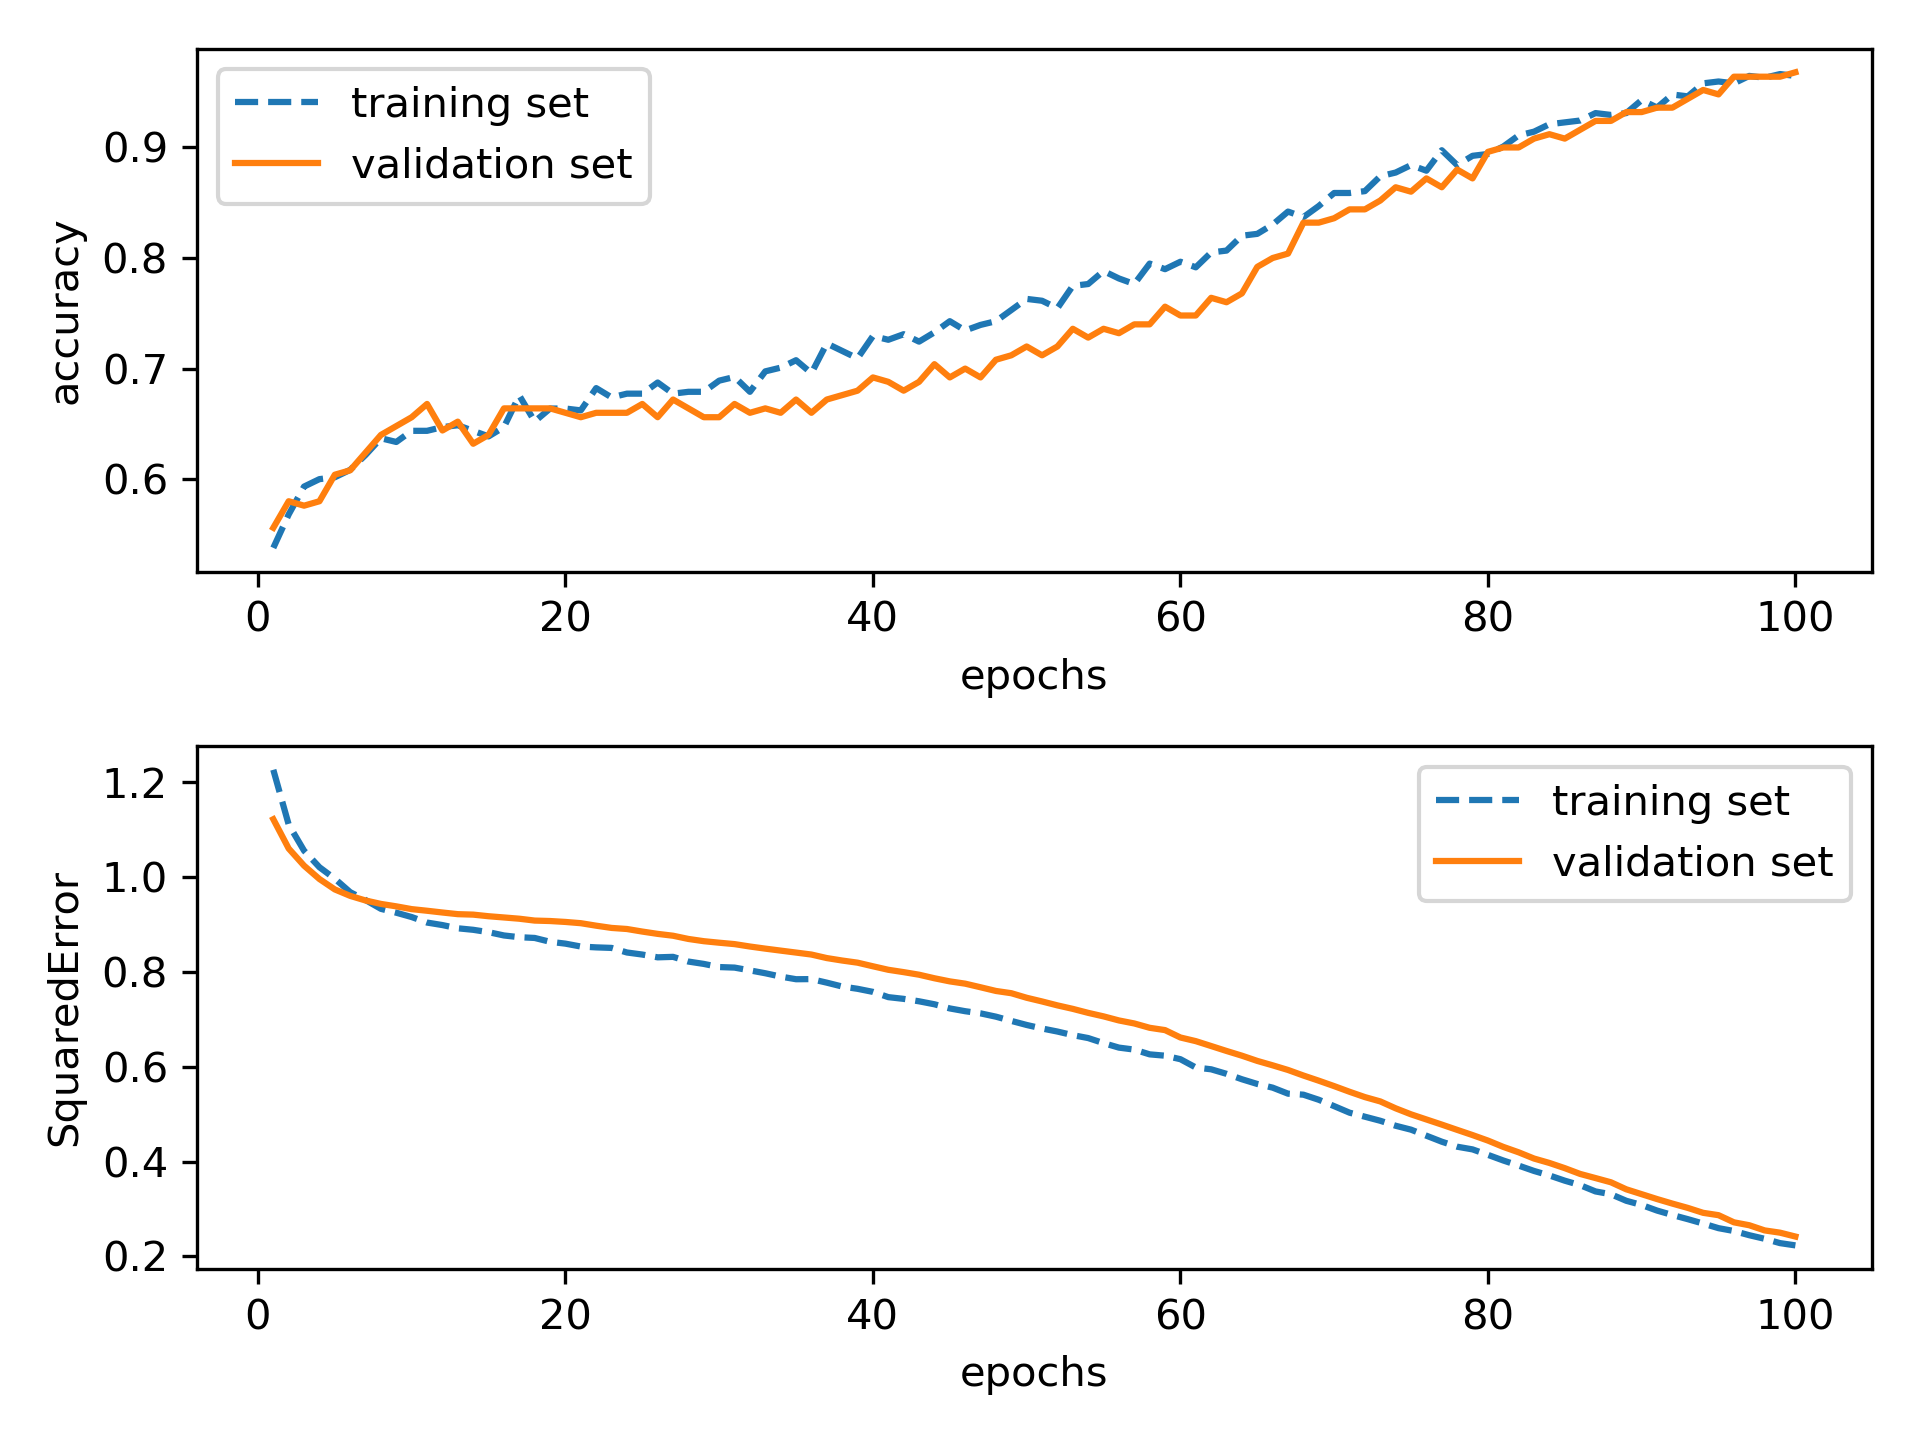 training set
validation set
0.9
0.8
0.7
0.6
accuracy
0 20 40 60 80 100
epochs
training set
validation set
1.2
1.0
0.8
0.6
0.4
0.2
SquaredError
0 20 40 60 80 100
epochs